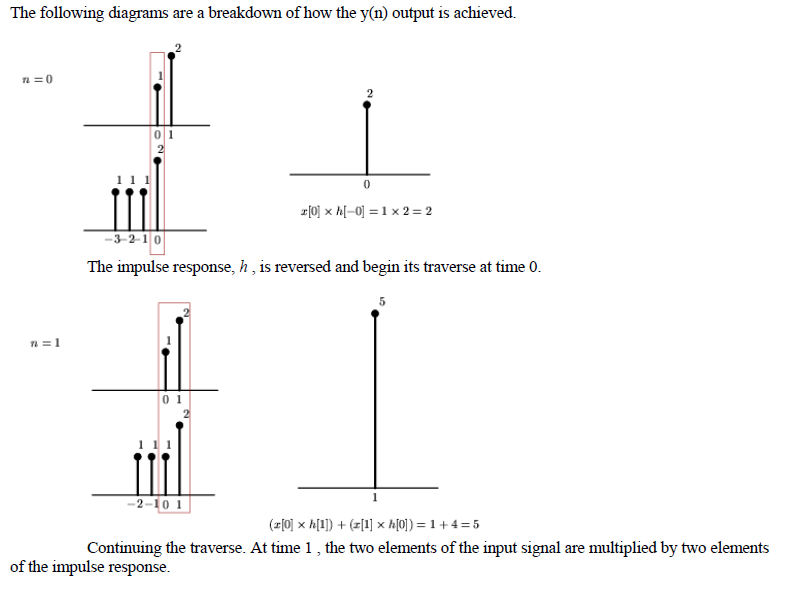 The following diagrams are a breakdown of how the y(n) output is achieved.
2
n = 0
1
2
0 1
2
1 1 1
0
x[0] × h[−0] = 1 × 2 = 2
−3−2−1 0
The impulse response, h , is reversed and begin its traverse at time 0.
5
2
n = 1
1
0 1
2
1 1 1
1
−2−10 1
(x[0] × h[1]) + (x[1] × h[0]) = 1 + 4 = 5
Continuing the traverse. At time 1 , the two elements of the input signal are multiplied by two elements
of the impulse response.